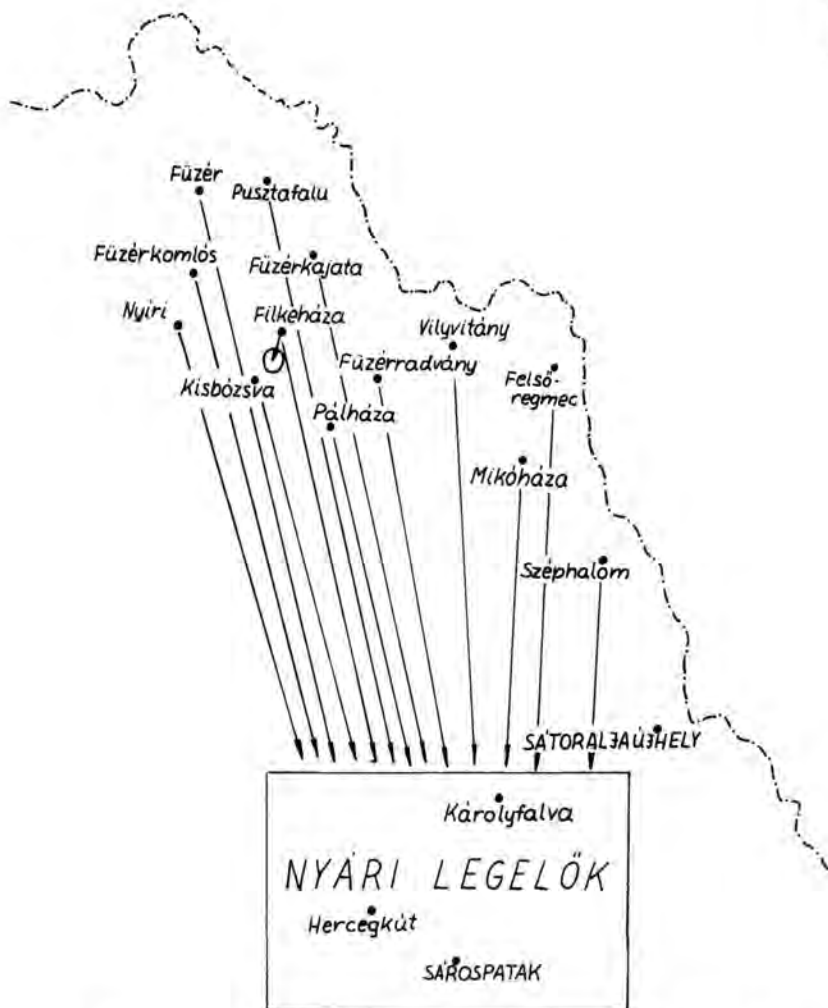 Füzér
Pusztafalu
Füzérkomlós
Füzérkajata
Nyíri
Filkeháza
Vilyvitány
Füzérradvány
Felső-
regmec
Kisbózsva
Pálháza
Mikóháza
Széphalom
SÁTORALJAÚJHELY
Károlyfalva
NYÁRI LEGELŐK
Hercegkút
SÁROSPATAK